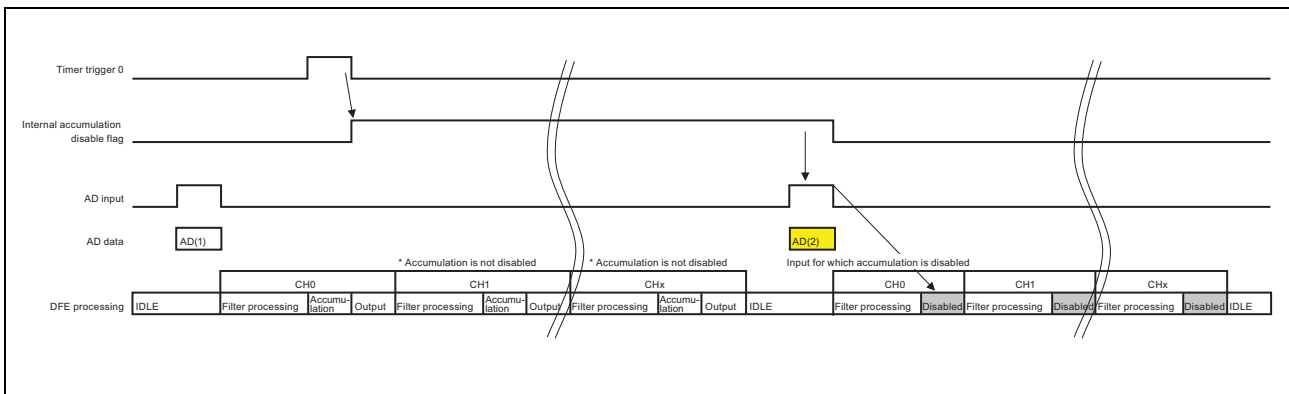 Timer trigger 0
Internal accumulation
disable flag
AD input
AD data
AD(1)
AD(2)
* Accumulation is not disabled
* Accumulation is not disabled
Input for which accumulation is disabled
CH0
CH1
CHx
CH0
CH1
CHx
DFE processing
IDLE
Filter processing
Accumu-
lation
Output
Filter processing
Accumu-
lation
Output
Filter processing
Accumu-
lation
Output
IDLE
Filter processing
Disabled
Filter processing
Disabled
Filter processing
Disabled
IDLE